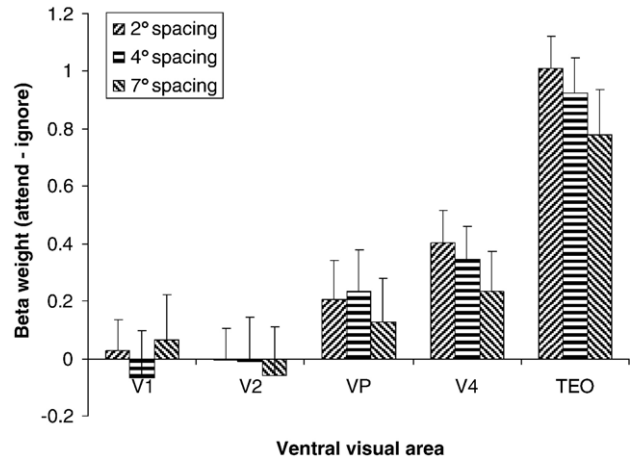 1.2
1
0.8
0.6
0.4
0.2
0
-0.2
Beta weight (attend - ignore)
2° spacing
4° spacing
7° spacing
V1 V2 VP V4 TEO
Ventral visual area